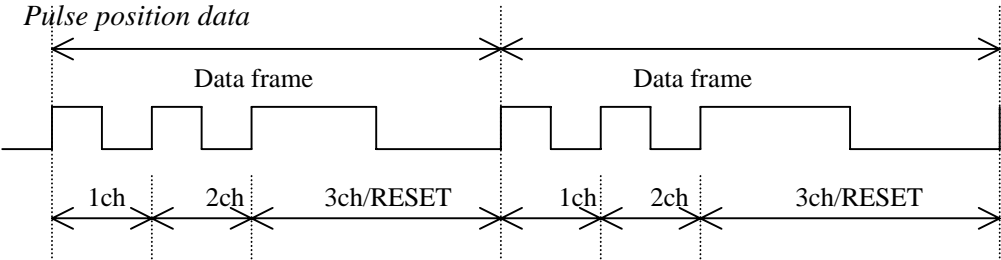 Pulse position data
Data frame Data frame
1ch 2ch 3ch/RESET 1ch 2ch 3ch/RESET